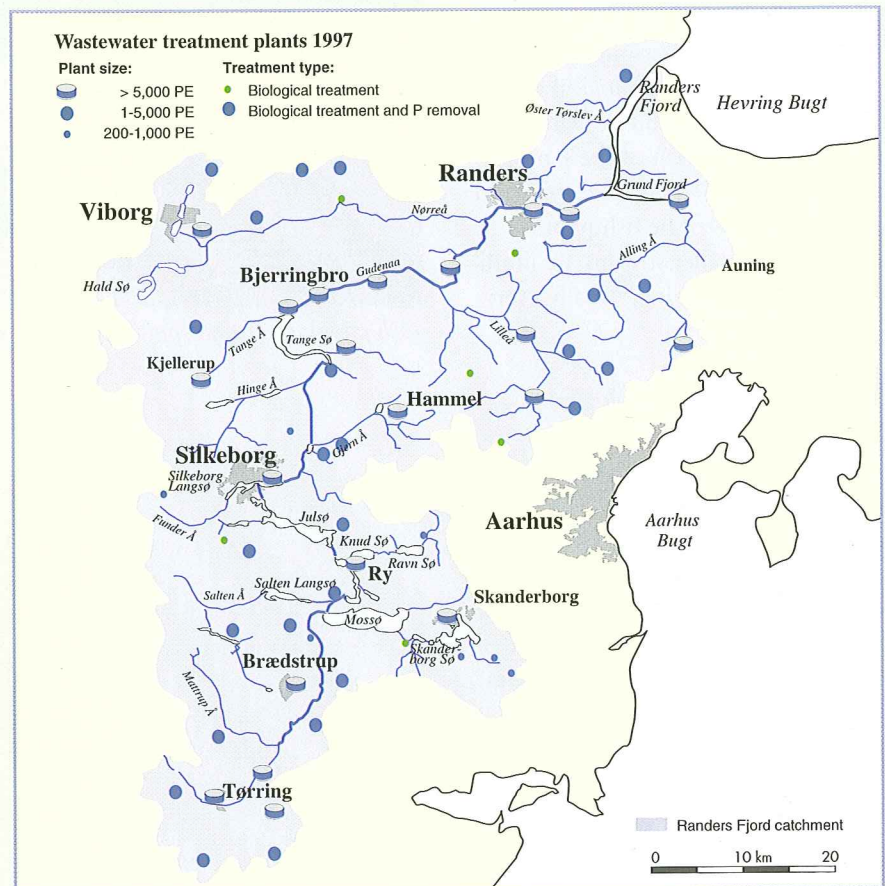 Wastewater treatment plants 1997
Plant size:
> 5,000 PE
1-5,000 PE
200-1,000 PE
Treatment type:
Biological treatment
Biological treatment and P removal
Randers
Fjord
Hevring Bugt
Øster Tørslev Å
Randers
Grund Fjord
Viborg
Nørreå
Alling Å
Auning
Hald Sø
Bjerringbro
Gudenaa
Tange Å
Tange Sø
Lilleå
Kjellerup
Hinge Å
Hammel
Gjern Å
Silkeborg
Silkeborg
Langsø
Aarhus
Aarhus
Bugt
Funder Å
Julsø
Knud Sø
Ravn Sø
Ry
Salten Å
Salten Langsø
Skanderborg
Mossø
Skander-
borg Sø
Brædstrup
Mattrup Å
Tørring
Randers Fjord catchment
0 10 km 20